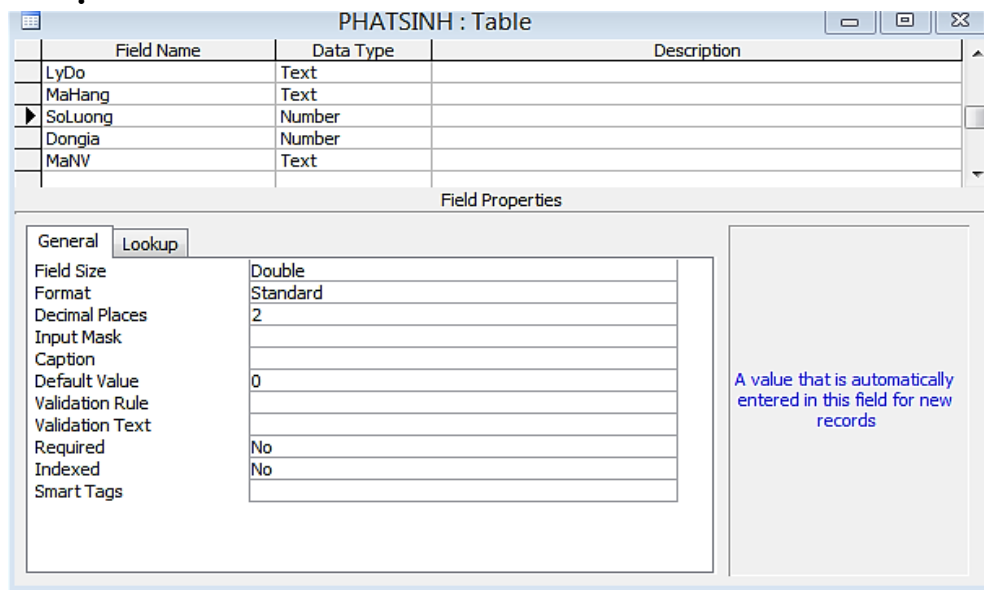 PHATSINH : Table
Field Name Data Type Description
LyDo Text
MaHang Text
SoLuong Number
Dongia Number
MaNV Text
Field Properties
General Lookup
Field Size Double
Format Standard
Decimal Places 2
Input Mask
Caption
Default Value 0
Validation Rule
Validation Text
Required No
Indexed No
Smart Tags
A value that is automatically
entered in this field for new
records